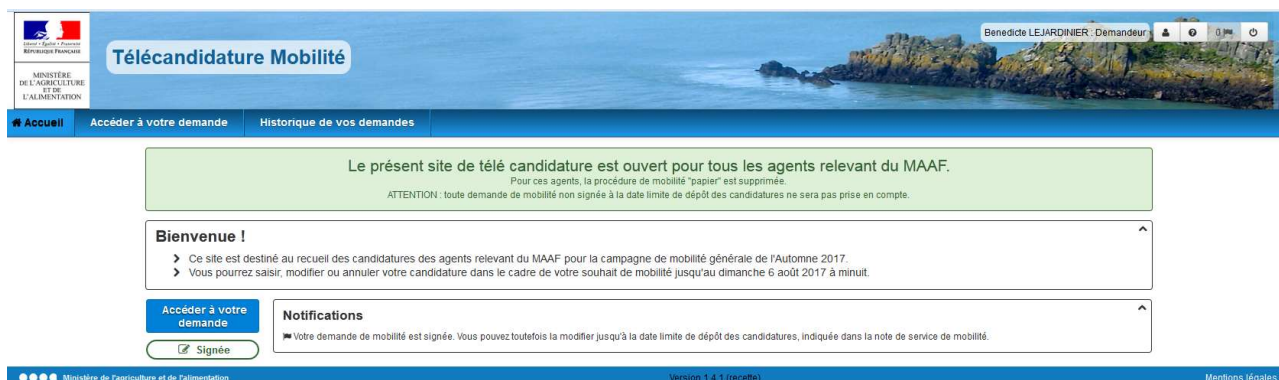 Liberté • Égalité • Fraternité
RÉPUBLIQUE FRANÇAISE
MINISTÈRE
DE L'AGRICULTURE
ET DE
L'ALIMENTATION
Télécandidature Mobilité
Benedicte LEJARDINIER : Demandeur
0
Accueil Accéder à votre demande Historique de vos demandes
Le présent site de télé candidature est ouvert pour tous les agents relevant du MAAF.
Pour ces agents, la procédure de mobilité "papier" est supprimée.
ATTENTION : toute demande de mobilité non signée à la date limite de dépôt des candidatures ne sera pas prise en compte.
Bienvenue !
Ce site est destiné au recueil des candidatures des agents relevant du MAAF pour la campagne de mobilité générale de l'Automne 2017.
Vous pourrez saisir, modifier ou annuler votre candidature dans le cadre de votre souhait de mobilité jusqu'au dimanche 6 août 2017 à minuit.
Accéder à votre
demande
Signée
Notifications
Votre demande de mobilité est signée. Vous pouvez toutefois la modifier jusqu'à la date limite de dépôt des candidatures, indiquée dans la note de service de mobilité.
Ministère de l'agriculture et de l'alimentation Version 1.4.1 (recette) Mentions légales